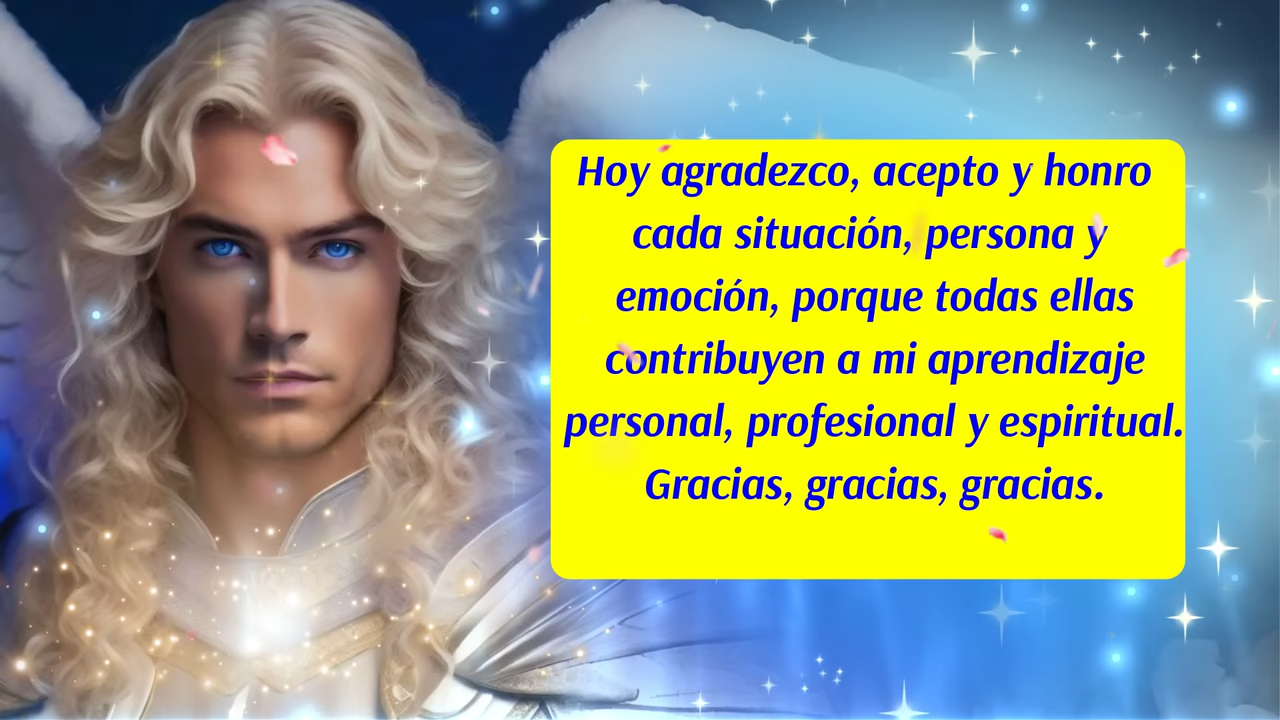 Hoy agradezco, acepto y honro
cada situación, persona y
emoción, porque todas ellas
contribuyen a mi aprendizaje
personal, profesional y espiritual.
Gracias, gracias, gracias.